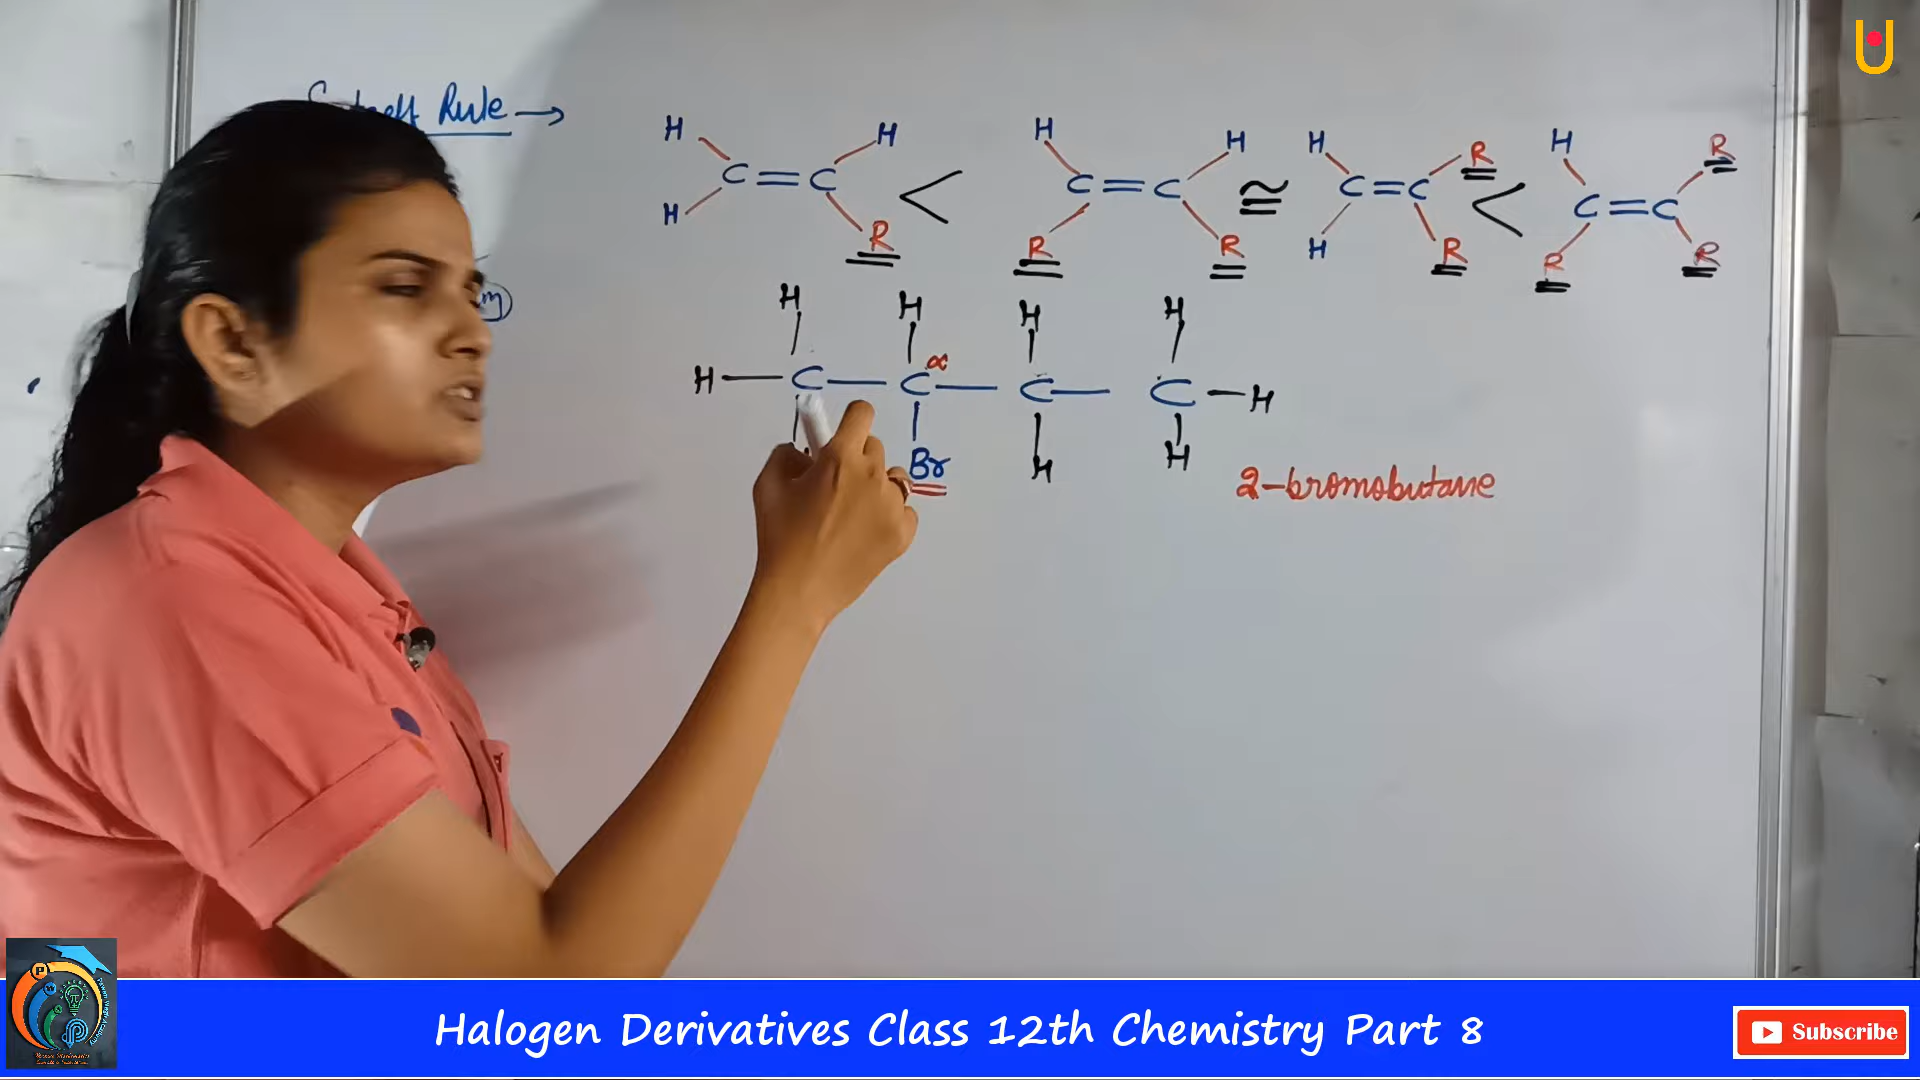 Rule →
H H H H H R H R
C = C < C = C ≅ C = C < C = C
H R R R H R R R
H H H H
H — C — C α — C — C — H
Br H H
2-bromobutane
Halogen Derivatives Class 12th Chemistry Part 8
Subscribe